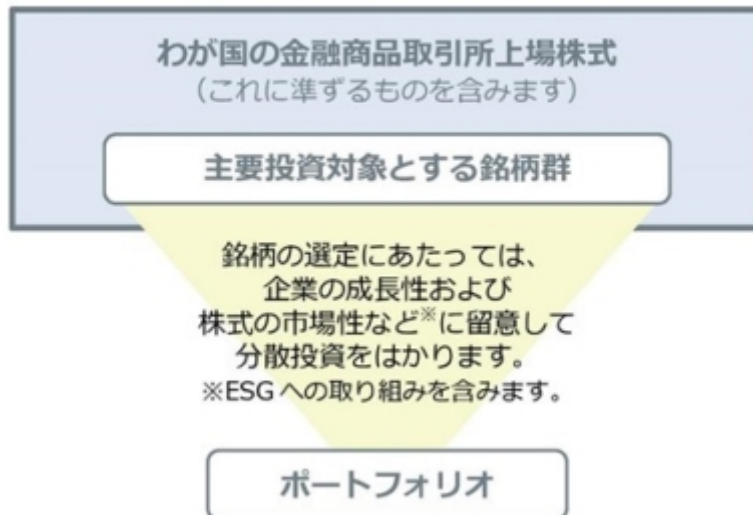 わが国の金融商品取引所上場株式
（これに準ずるものを含みます）
主要投資対象とする銘柄群
銘柄の選定にあたっては、
企業の成長性および
株式の市場性など※に留意して
分散投資をはかります。
※ESG への取り組みを含みます。
ポートフォリオ